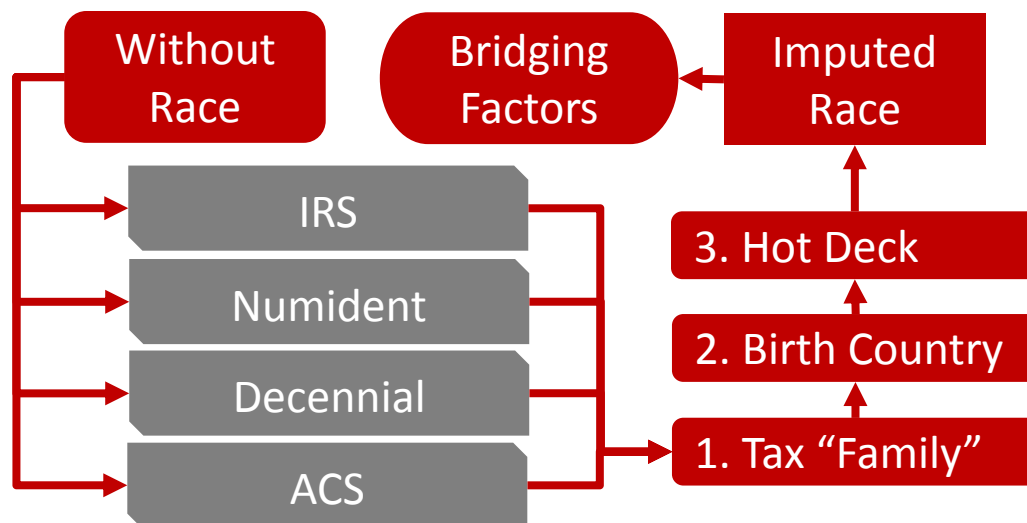 Without
Race
Bridging
Factors
Imputed
Race
IRS
Numident
Decennial
ACS
3. Hot Deck
2. Birth Country
1. Tax “Family”